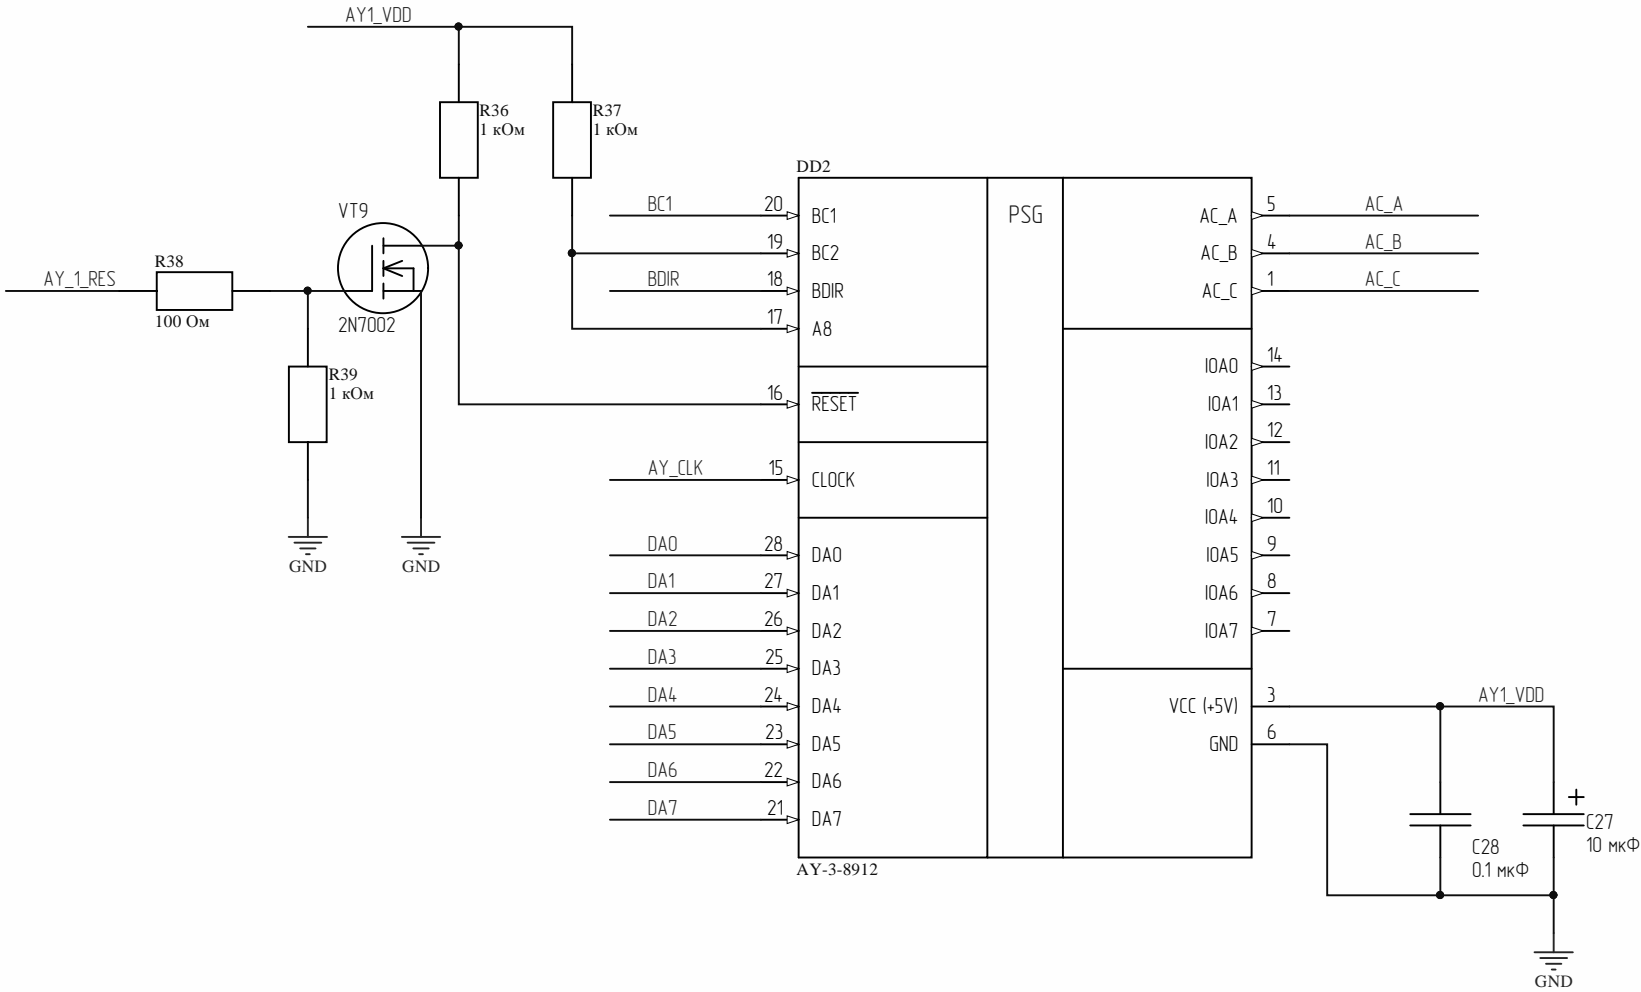 AY1_VDD
R36
1 кОм
R37
1 кОм
VT9
2N7002
AY_1_RES
R38
100 Ом
R39
1 кОм
GND
GND
DD2
PSG
BC1 20 BC1
19 BC2
BDIR 18 BDIR
17 A8
16 RESET
AY_CLK 15 CLOCK
DA0 28 DA0
DA1 27 DA1
DA2 26 DA2
DA3 25 DA3
DA4 24 DA4
DA5 23 DA5
DA6 22 DA6
DA7 21 DA7
AY-3-8912
AC_A 5 AC_A
AC_B 4 AC_B
AC_C 1 AC_C
IOA0 14
IOA1 13
IOA2 12
IOA3 11
IOA4 10
IOA5 9
IOA6 8
IOA7 7
VCC (+5V) 3 AY1_VDD
GND 6
+
C27
10 мкФ
C28
0.1 мкФ
GND